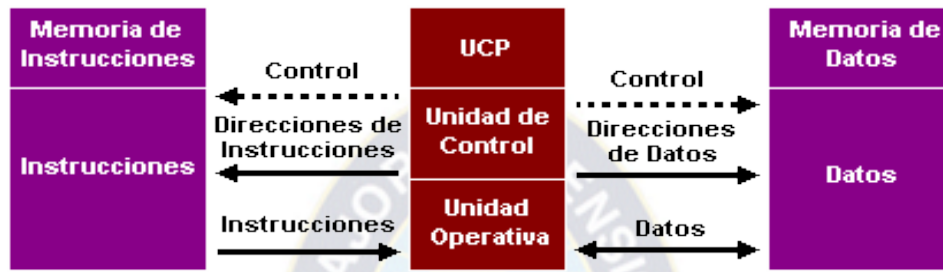 Memoria de
Instrucciones
Instrucciones
Control
Direcciones de
Instrucciones
Instrucciones
UCP
Unidad de
Control
Unidad
Operativa
Control
Direcciones
de Datos
Datos
Memoria de
Datos
Datos